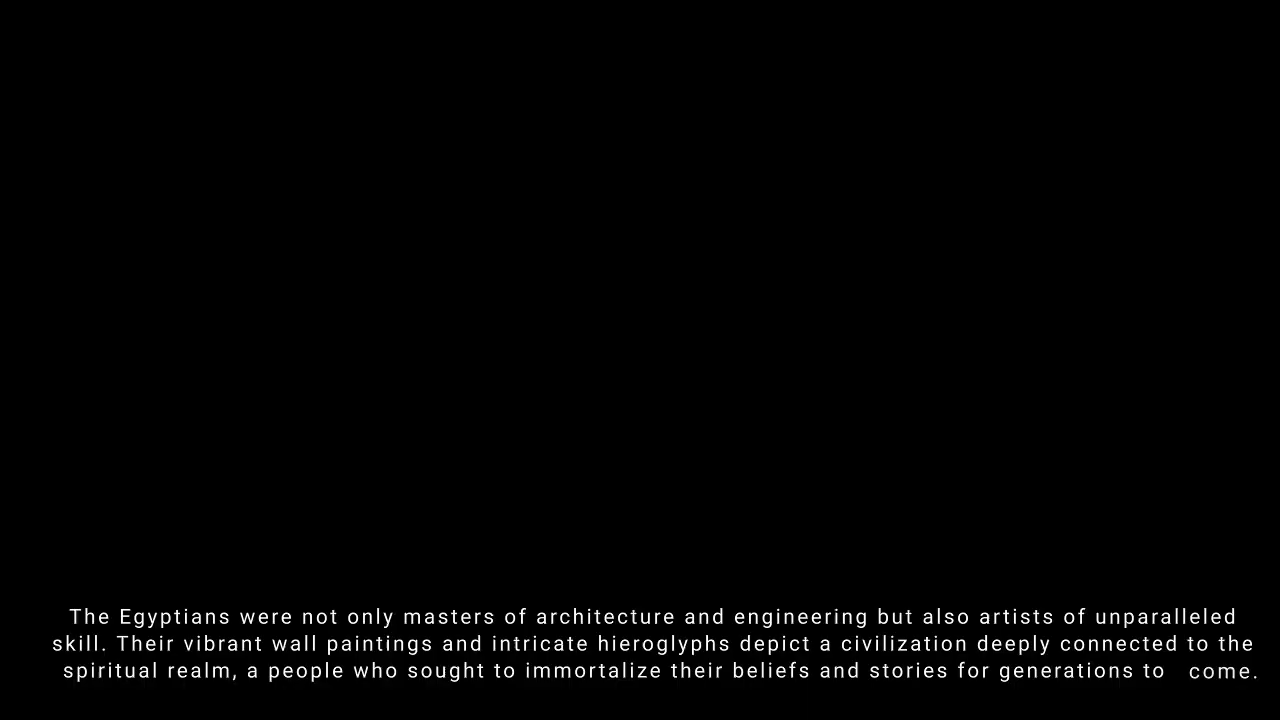 The Egyptians were not only masters of architecture and engineering but also artists of unparalleled
skill. Their vibrant wall paintings and intricate hieroglyphs depict a civilization deeply connected to the
spiritual realm, a people who sought to immortalize their beliefs and stories for generations to come.